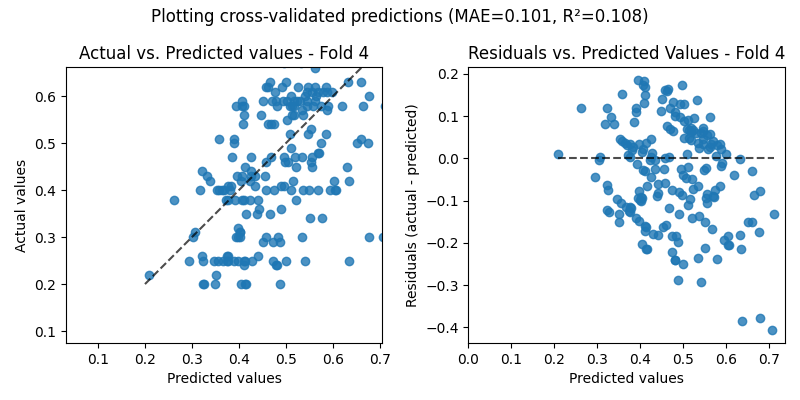 Plotting cross-validated predictions (MAE=0.101, R²=0.108)
Actual vs. Predicted values - Fold 4
Actual values
0.6
0.5
0.4
0.3
0.2
0.1
0.1 0.2 0.3 0.4 0.5 0.6 0.7
Predicted values
Residuals vs. Predicted Values - Fold 4
Residuals (actual - predicted)
0.2
0.1
0.0
−0.1
−0.2
−0.3
−0.4
0.0 0.1 0.2 0.3 0.4 0.5 0.6 0.7
Predicted values